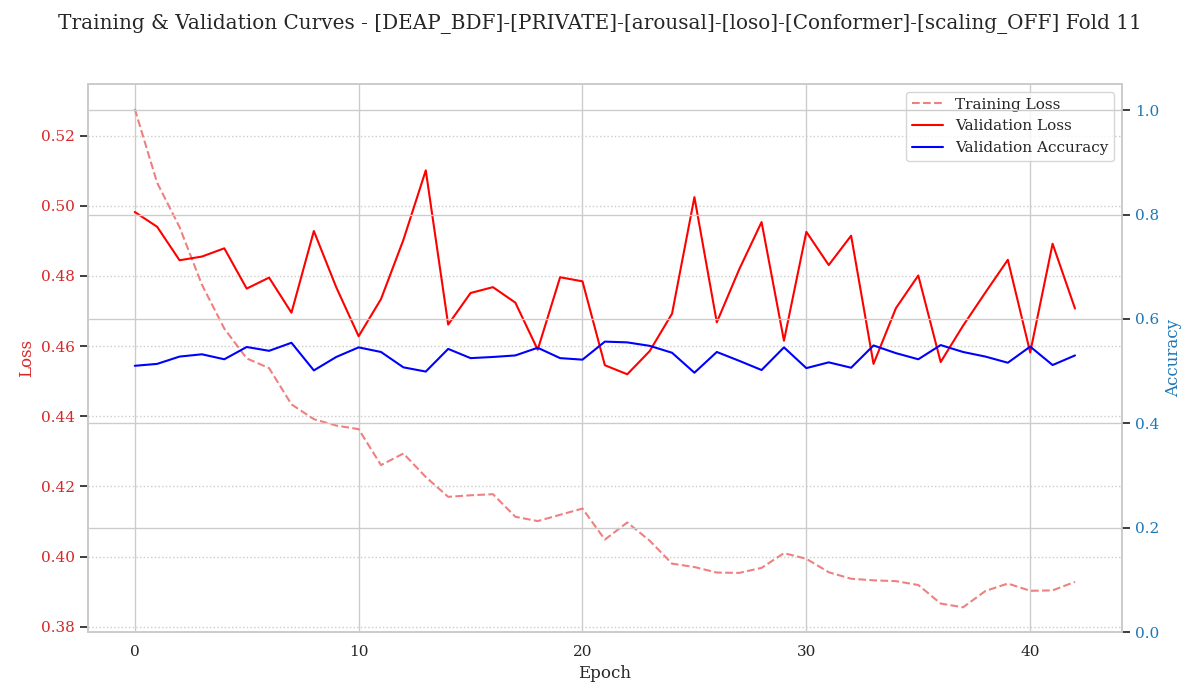 Training & Validation Curves - [DEAP_BDF]-[PRIVATE]-[arousal]-[loso]-[Conformer]-[scaling_OFF] Fold 11
Training Loss
Validation Loss
Validation Accuracy
Loss
0.52
0.50
0.48
0.46
0.44
0.42
0.40
0.38
1.0
0.8
0.6
0.4
0.2
0.0
Accuracy
0
10
20
30
40
Epoch